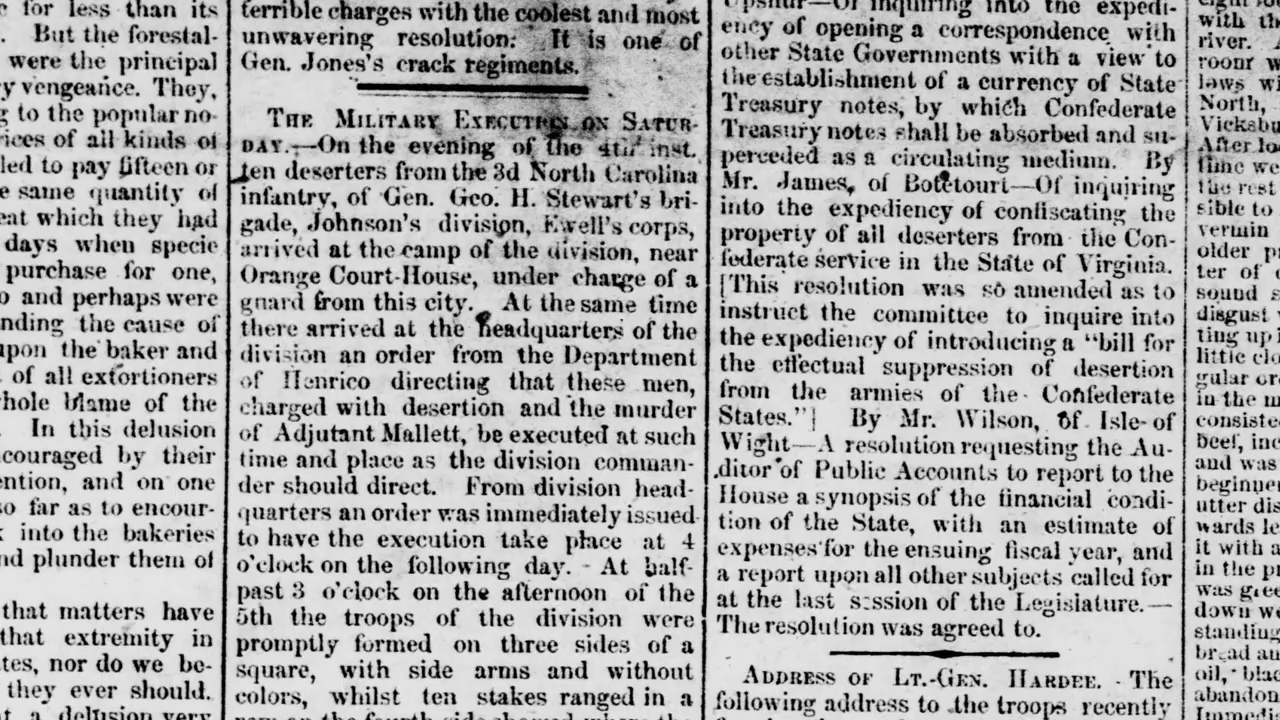 for less than its
But the forestal-
were the principal
y vengeance. They,
g to the popular no-
ices of all kinds of
led to pay fifteen or
e same quantity of
eat which they had
days when specie
purchase for one,
o and perhaps were
nding the cause of
upon the baker and
of all extortioners
whole blame of the
In this delusion
couraged by their
ention, and on one
so far as to encour-
into the bakeries
nd plunder them of
that matters have
that extremity in
tes, nor do we be-
they ever should.
a delusion very
terrible charges with the coolest and most
unwavering resolution: It is one of
Gen. Jones's crack regiments.
THE MILITARY EXECUTION ON SATUR-
DAY.—On the evening of the 4th inst.
ten deserters from the 3d North Carolina
infantry, of Gen. Geo. H. Stewart's bri-
gade, Johnson's division, Ewell's corps,
arrived at the camp of the division, near
Orange Court-House, under charge of a
guard from this city. At the same time
there arrived at the headquarters of the
division an order from the Department
of Henrico directing that these men,
charged with desertion and the murder
of Adjutant Mallett, be executed at such
time and place as the division comman-
der should direct. From division head-
quarters an order was immediately issued
to have the execution take place at 4
o'clock on the following day. - At half-
past 3 o'clock on the afternoon of the
5th the troops of the division were
promptly formed on three sides of a
square, with side arms and without
colors, whilst ten stakes ranged in a
row on the fourth side showed where the
Upshur—Of inquiring into the expedi-
ency of opening a correspondence with
other State Governments with a view to
the establishment of a currency of State
Treasury notes, by which Confederate
Treasury notes shall be absorbed and su-
perceded as a circulating medium. By
Mr. James, of Botetourt—Of inquiring
into the expediency of confiscating the
property of all deserters from the Con-
federate service in the State of Virginia.
[This resolution was so amended as to
instruct the committee to inquire into
the expediency of introducing a "bill for
the effectual suppression of desertion
from the armies of the Confederate
States."] By Mr. Wilson, of Isle of
Wight—A resolution requesting the Au-
ditor of Public Accounts to report to the
House a synopsis of the financial condi-
tion of the State, with an estimate of
expenses for the ensuing fiscal year, and
a report upon all other subjects called for
at the last session of the Legislature.—
The resolution was agreed to.
ADDRESS OF LT.-GEN. HARDEE. - The
following address to the troops recently
with th
river.
room w
laws w
North,
Vicksbu
After
time we
the rest
sible to
vermin
older p
ter of
sound s
disgust
ting up
little clo
gular or
in the m
consiste
beef, inc
and was
beginne
utter dis
wards le
it with a
in the p
was gree
down w
standing
bread an
oil, blac
abandon
Immedi